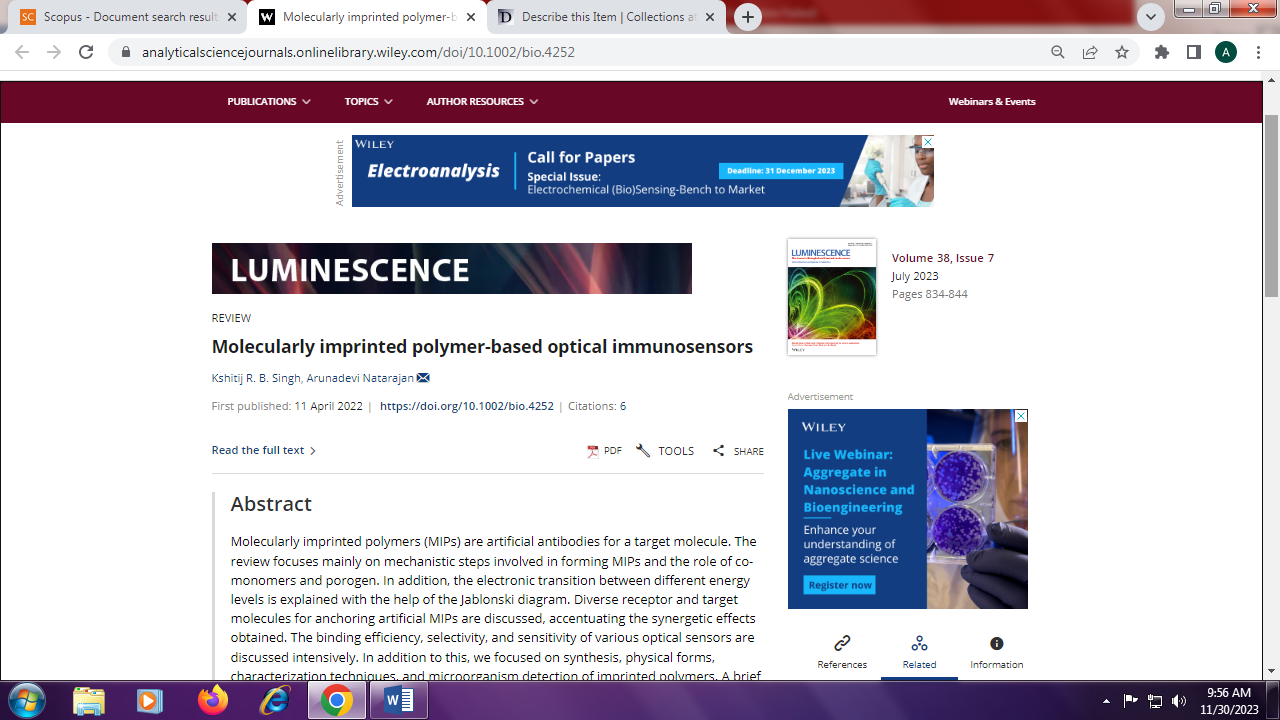 Scopus - Document search result
Molecularly imprinted polymer-b
Describe this Item | Collections at
analyticalsciencejournals.onlinelibrary.wiley.com/doi/10.1002/bio.4252
A
PUBLICATIONS
TOPICS
AUTHOR RESOURCES
Webinars & Events
Advertisement
WILEY
Electroanalysis
Call for Papers
Special Issue:
Electrochemical (Bio)Sensing-Bench to Market
Deadline: 31 December 2023
LUMINESCENCE
LUMINESCENCE
WILEY
Volume 38, Issue 7
July 2023
Pages 834-844
REVIEW
Molecularly imprinted polymer-based optical immunosensors
Kshitij R. B. Singh, Arunadevi Natarajan
First published: 11 April 2022 | https://doi.org/10.1002/bio.4252 | Citations: 6
Read the full text
PDF
TOOLS
SHARE
Abstract
Molecularly imprinted polymers (MIPs) are artificial antibodies for a target molecule. The
review focuses mainly on mechanistic steps involved in forming MIPs and the role of co-
monomers and porogen. In addition, the electronic transition between different energy
levels is explained with the help of the Jablonski diagram. Diverse receptor and target
molecules for anchoring artificial MIPs are discussed, accentuating the synergetic effects
obtained. The binding efficiency, selectivity, and sensitivity of various optical sensors are
discussed intensively. In addition to this, we focused on synthesis, physical forms,
characterization techniques, and microorganism detection of imprinted polymers. A brief
Advertisement
WILEY
Live Webinar:
Aggregate in
Nanoscience and
Bioengineering
Enhance your
understanding of
aggregate science
Register now
References
Related
Information
9:56 AM
11/30/2023